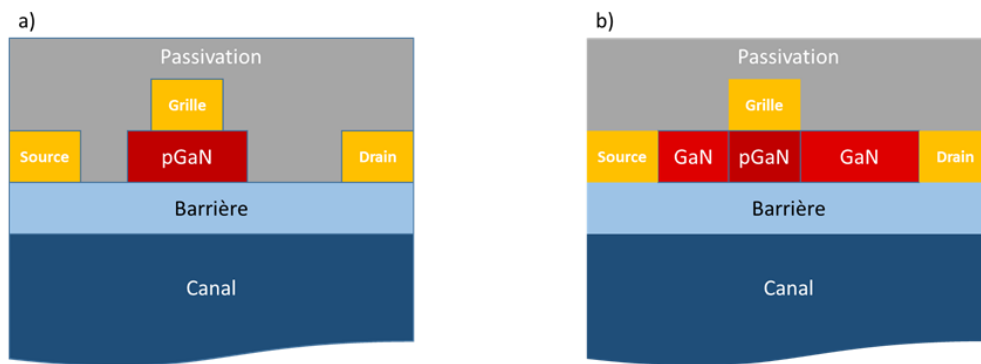 a)
Passivation
Grille
Source
pGaN
Drain
Barrière
Canal
b)
Passivation
Grille
Source
GaN
pGaN
GaN
Drain
Barrière
Canal